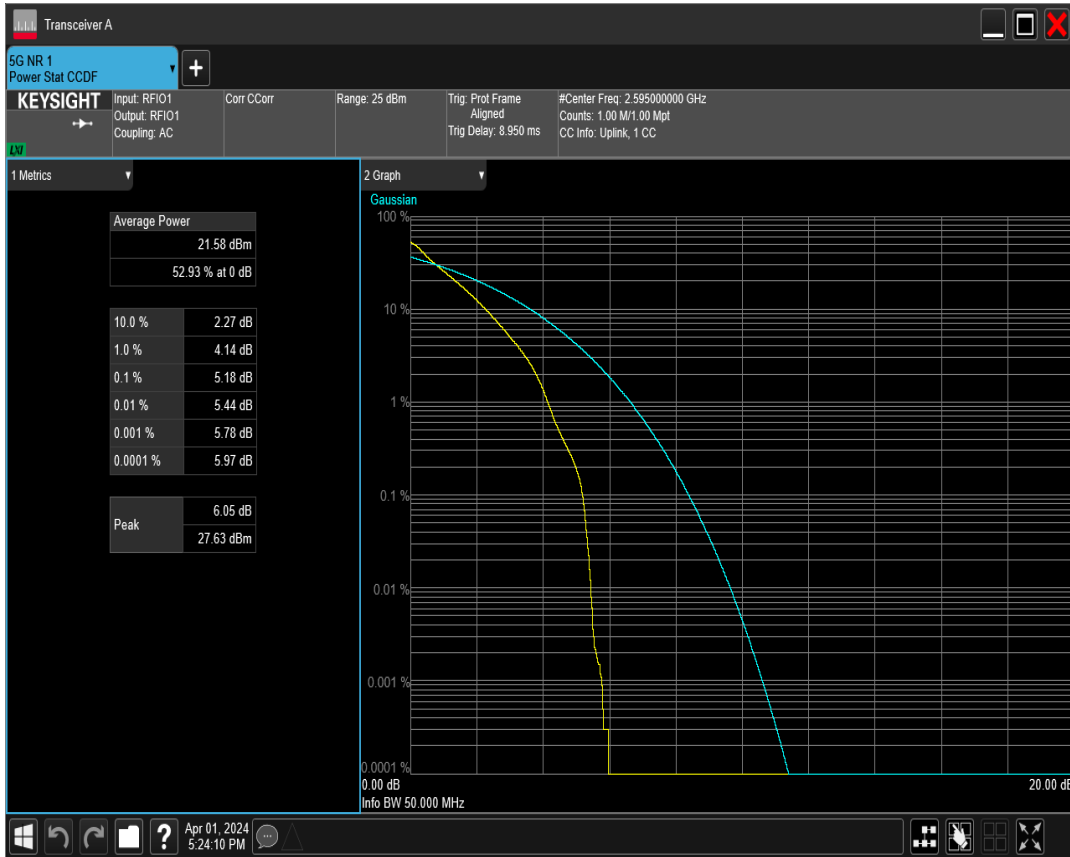 Transceiver A
5G NR 1
Power Stat CCDF
KEYSIGHT
LXI
Input: RFIO1
Output: RFIO1
Coupling: AC
Corr CCorr
Range: 25 dBm
Trig: Prot Frame
Aligned
Trig Delay: 8.950 ms
#Center Freq: 2.595000000 GHz
Counts: 1.00 M/1.00 Mpt
CC Info: Uplink, 1 CC
1 Metrics
Average Power
21.58 dBm
52.93 % at 0 dB
10.0 % 2.27 dB
1.0 % 4.14 dB
0.1 % 5.18 dB
0.01 % 5.44 dB
0.001 % 5.78 dB
0.0001 % 5.97 dB
Peak
6.05 dB
27.63 dBm
2 Graph
Gaussian
100 %
10 %
1 %
0.1 %
0.01 %
0.001 %
0.0001 %
0.00 dB 20.00 dB
Info BW 50.000 MHz
Apr 01, 2024
5:24:10 PM